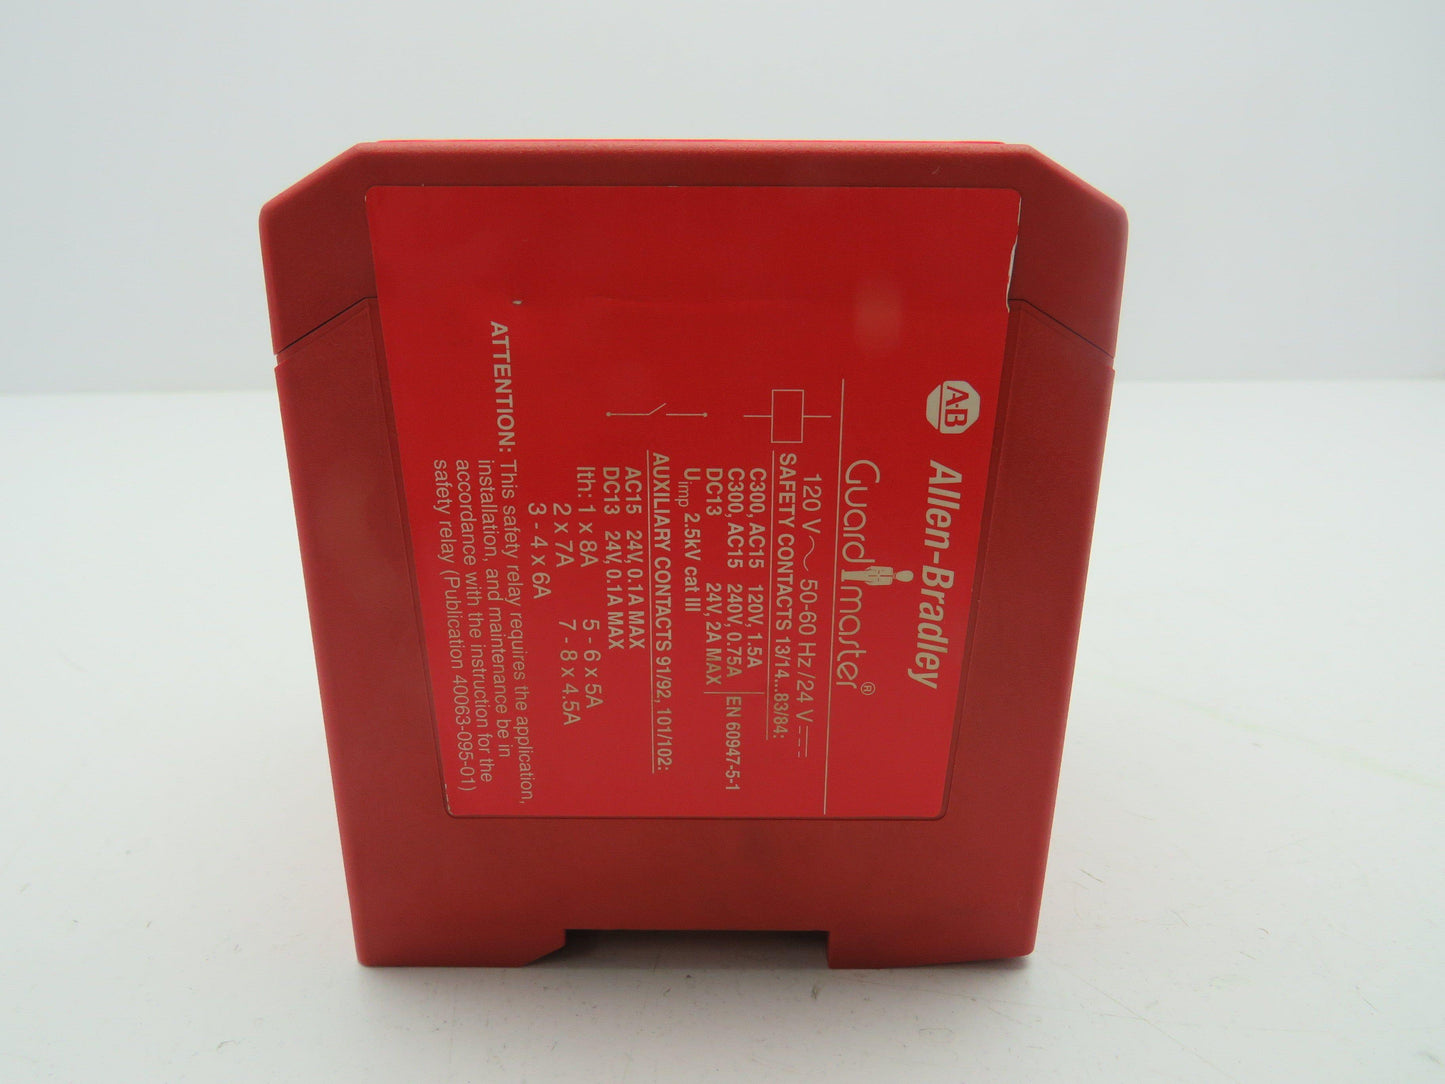 A-B Allen-Bradley
Guardmaster®
120 V ~ 50-60 Hz/24 V ⎓
SAFETY CONTACTS 13/14...83/84:
C300, AC15 120V, 1.5A
C300, AC15 240V, 0.75A
DC13 24V, 2A MAX
EN 60947-5-1
Uimp 2.5kV cat III
AUXILIARY CONTACTS 91/92, 101/102:
AC15 24V, 0.1A MAX
DC13 24V, 0.1A MAX
Ith: 1 x 8A 5 - 6 x 5A
2 x 7A 7 - 8 x 4.5A
3 - 4 x 6A
ATTENTION: This safety relay requires the application,
installation, and maintenance be in
accordance with the instruction for the
safety relay (Publication 40063-095-01)